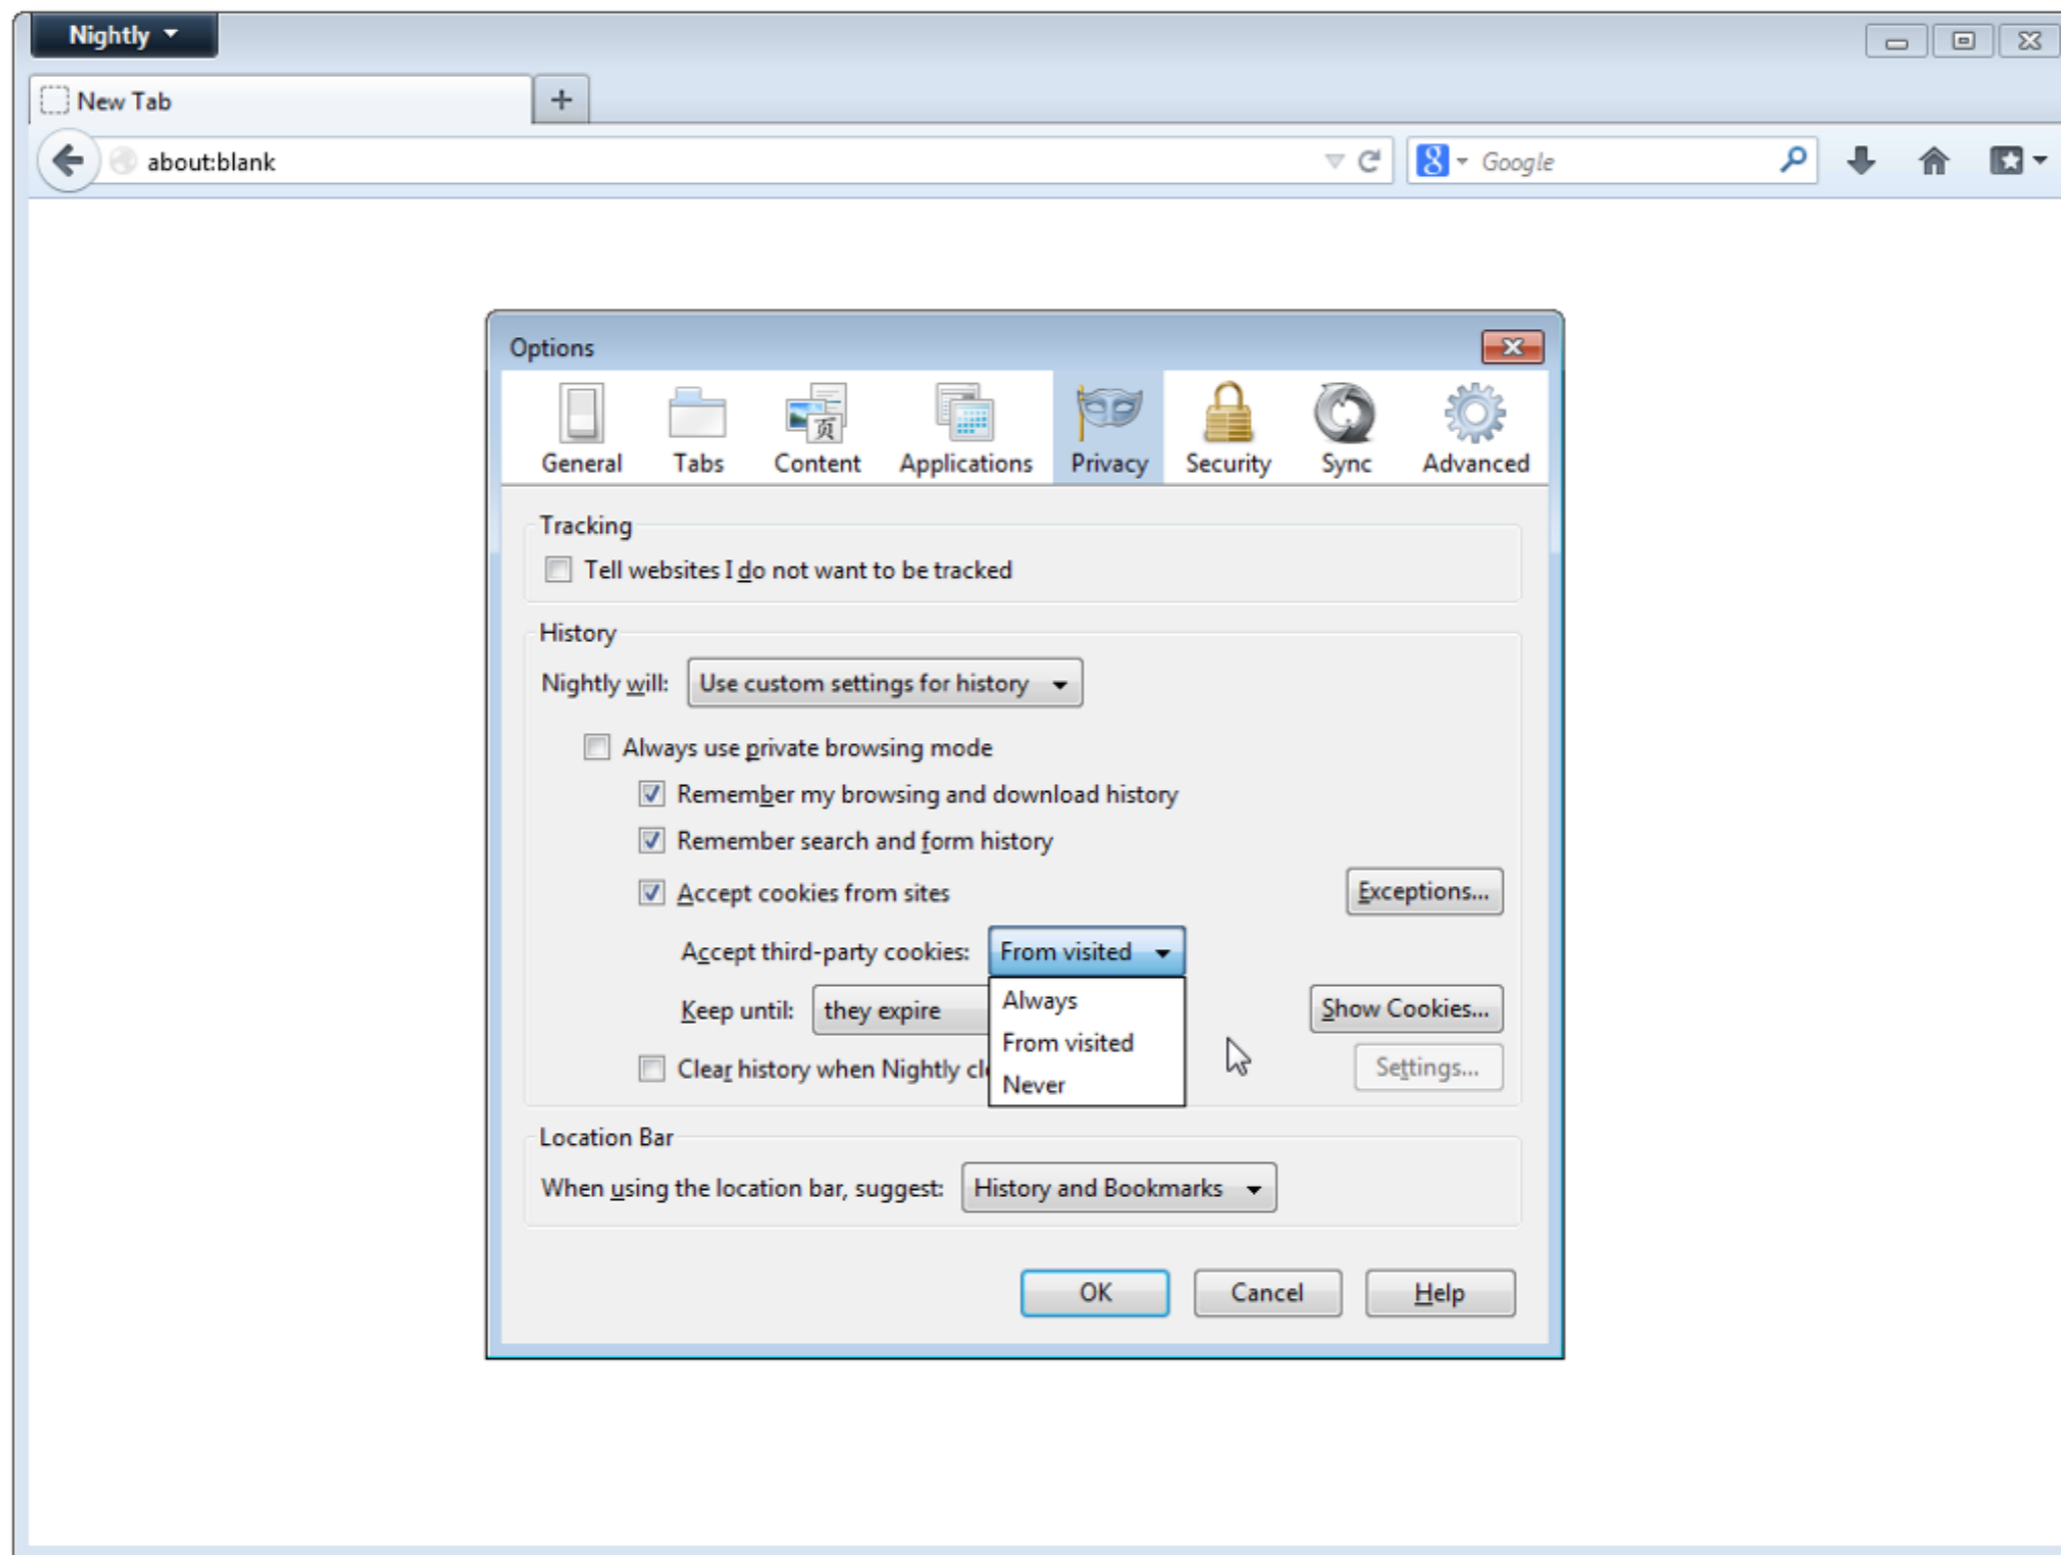 Nightly
New Tab
about:blank
8 Google
Options
页
General Tabs Content Applications Privacy Security Sync Advanced
Tracking
Tell websites I do not want to be tracked
History
Nightly will: Use custom settings for history
Always use private browsing mode
Remember my browsing and download history
Remember search and form history
Accept cookies from sites Exceptions...
Accept third-party cookies: From visited
Always
Keep until: they expire Show Cookies...
From visited
Clear history when Nightly cl Settings...
Never
Location Bar
When using the location bar, suggest: History and Bookmarks
OK Cancel Help